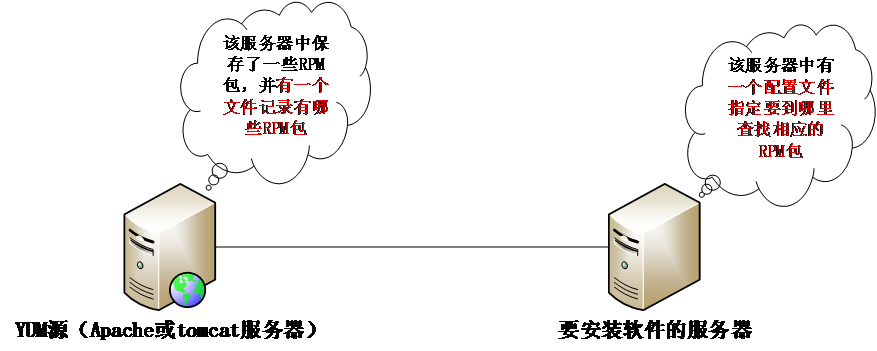 该服务器中保
存了一些RPM
包，并有一个
文件记录有哪
些RPM包
该服务器中有
一个配置文件
指定要到哪里
查找相应的
RPM包
YUM源（Apache或tomcat服务器）
要安装软件的服务器